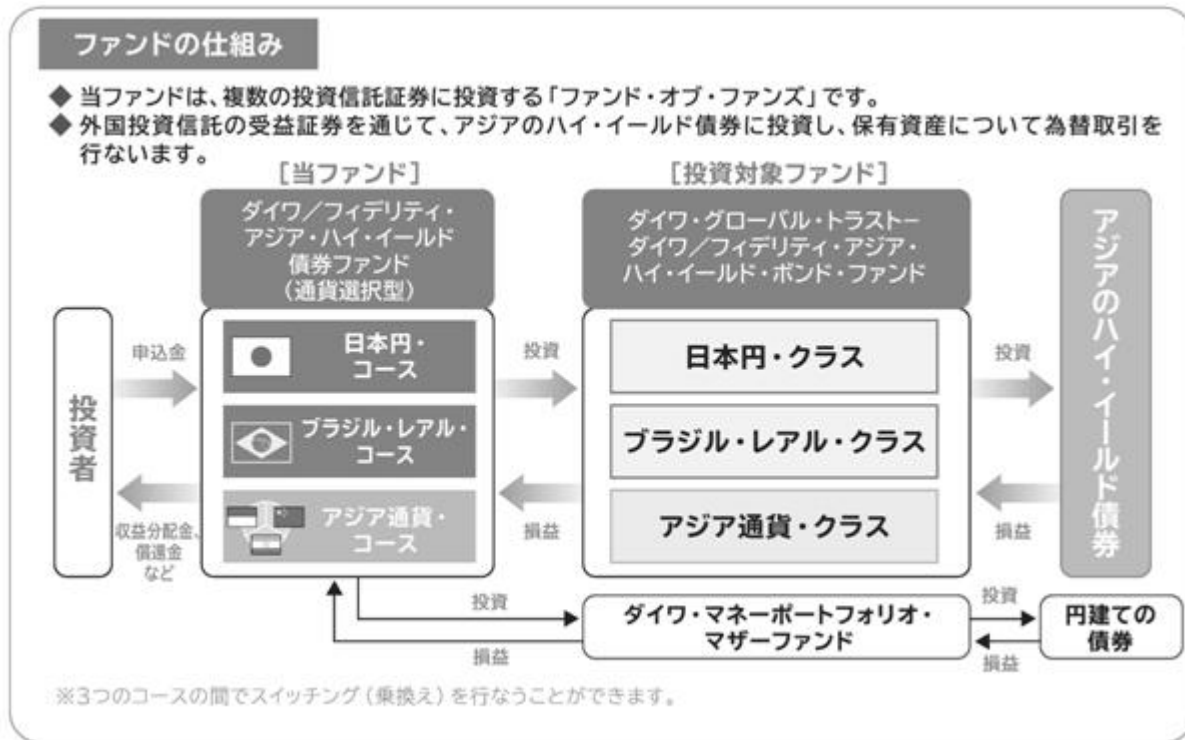 ファンドの仕組み
◆ 当ファンドは、複数の投資信託証券に投資する「ファンド・オブ・ファンズ」です。
◆ 外国投資信託の受益証券を通じて、アジアのハイ・イールド債券に投資し、保有資産について為替取引を
行ないます。
[当ファンド]
[投資対象ファンド]
ダイワ／フィデリティ・
アジア・ハイ・イールド
債券ファンド
（通貨選択型）
ダイワ・グローバル・トラスト－
ダイワ／フィデリティ・アジア・
ハイ・イールド・ボンド・ファンド
投資者
申込金
収益分配金、
償還金
など
日本円・
コース
ブラジル・レアル・
コース
アジア通貨・
コース
投資
損益
日本円・クラス
ブラジル・レアル・クラス
アジア通貨・クラス
投資
損益
アジアのハイ・イールド債券
投資
損益
ダイワ・マネーポートフォリオ・
マザーファンド
投資
損益
円建ての
債券
※3つのコースの間でスイッチング（乗換え）を行なうことができます。